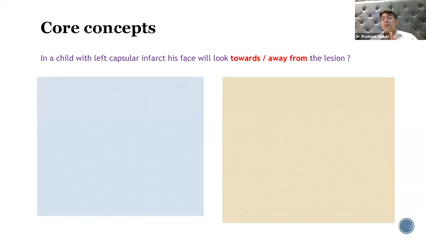 Core concepts
In a child with left capsular infarct his face will look towards / away from the lesion ?